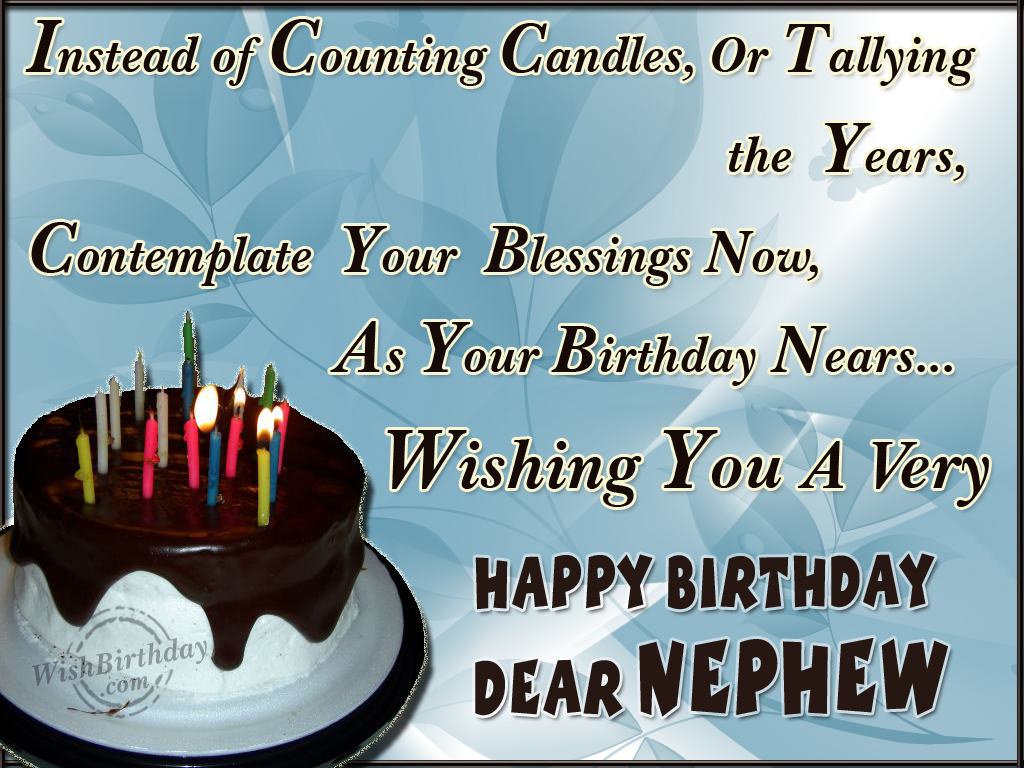 Instead of Counting Candles, Or Tallying
the Years,
Contemplate Your Blessings Now,
As Your Birthday Nears...
Wishing You A Very
HAPPY BIRTHDAY
DEAR NEPHEW
WishBirthday
.com